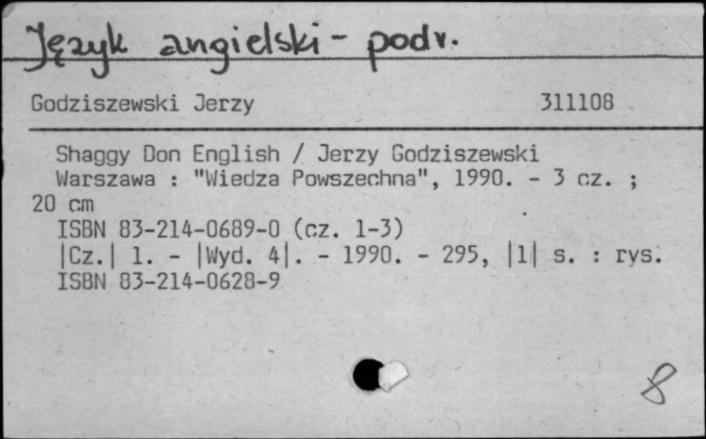 Język angielski - podr.
Godziszewski Jerzy 311108
Shaggy Don English / Jerzy Godziszewski
Warszawa : "Wiedza Powszechna", 1990. - 3 cz. ;
20 cm
ISBN 83-214-0689-0 (cz. 1-3)
|Cz.| 1. - |Wyd. 4|. - 1990. - 295, |1| s. : rys.
ISBN 83-214-0628-9
8